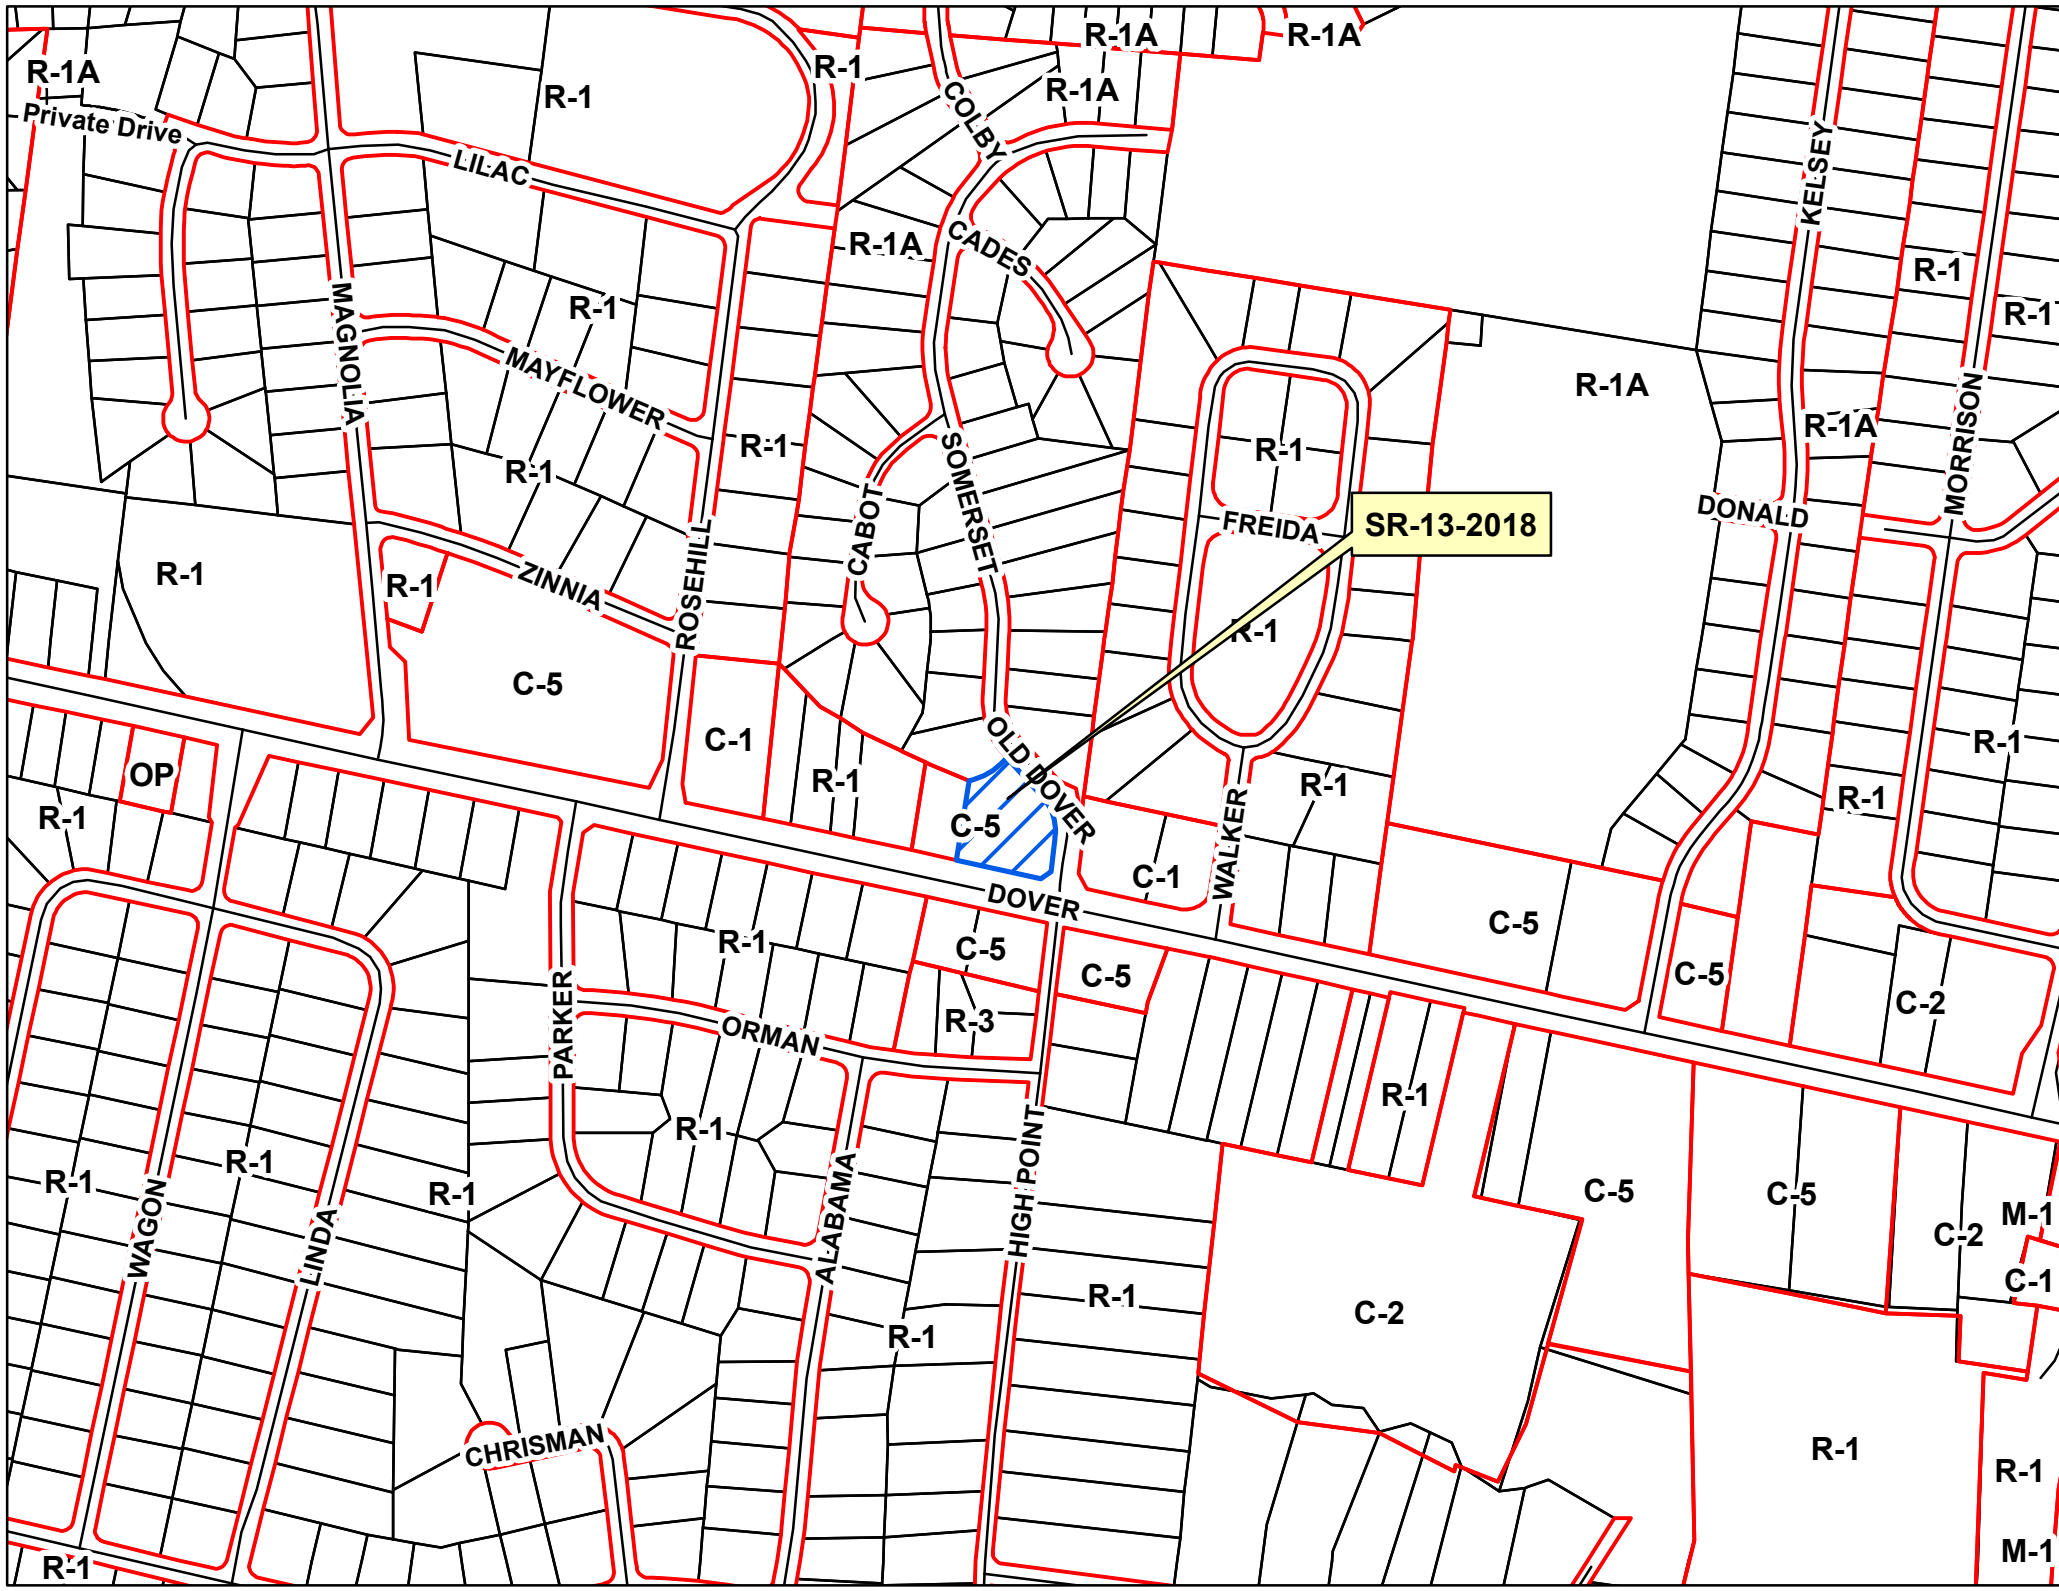 R-1A
R-1A
R-1A
R-1
R-1
R-1A
COLBY
Private Drive
KELSEY
LILAC
R-1A
CADES
R-1
R-1
R-1
MAGNOLIA
MAYFLOWER
R-1A
R-1A
MORRISON
R-1
R-1
R-1
SOMERSET
CABOT
DONALD
FREIDA
SR-13-2018
ROSEHILL
ZINNIA
R-1
R-1
R-1
C-5
C-1
OLD DOVER
R-1
OP
R-1
R-1
R-1
R-1
C-5
WALKER
C-1
DOVER
C-5
R-1
C-5
C-5
C-5
C-2
PARKER
ORMAN
R-3
R-1
R-1
R-1
R-1
R-1
WAGON
LINDA
ALABAMA
HIGH POINT
C-5
C-5
C-2
M-1
C-1
R-1
C-2
R-1
CHRISMAN
R-1
R-1
M-1
R-1